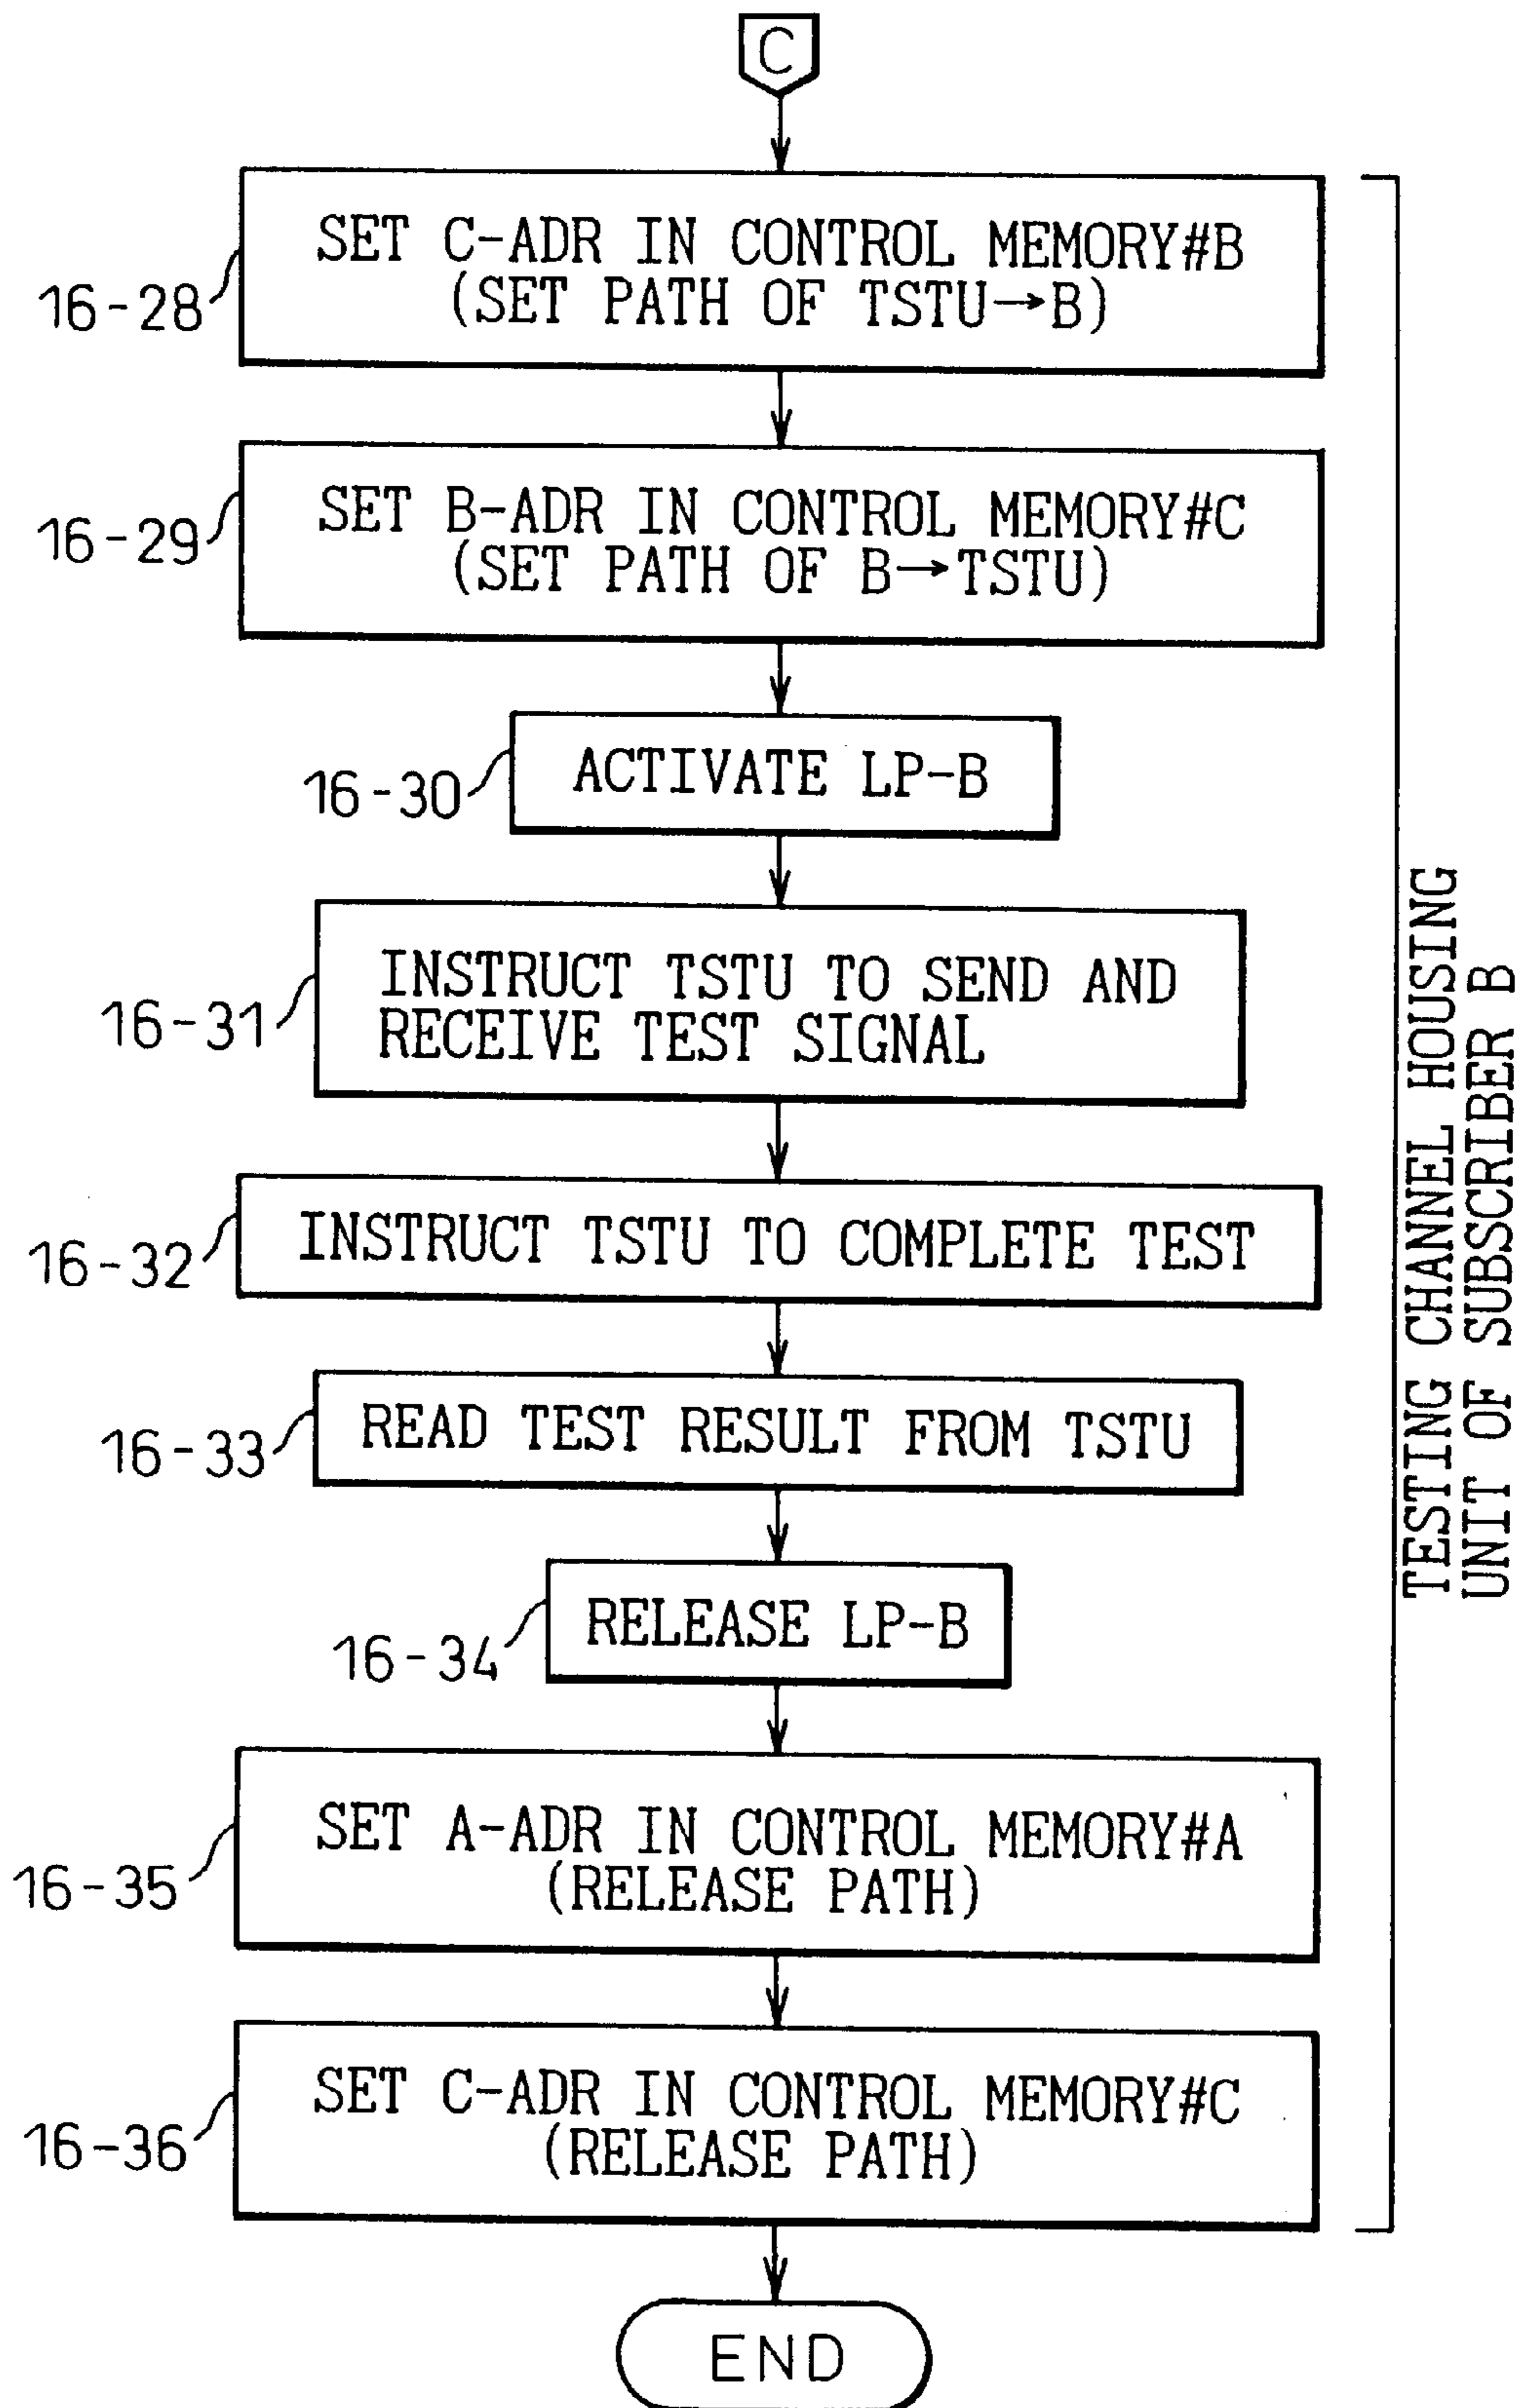 C
16-28
SET C-ADR IN CONTROL MEMORY#B
(SET PATH OF TSTU→B)
16-29
SET B-ADR IN CONTROL MEMORY#C
(SET PATH OF B→TSTU)
16-30
ACTIVATE LP-B
16-31
INSTRUCT TSTU TO SEND AND
RECEIVE TEST SIGNAL
16-32
INSTRUCT TSTU TO COMPLETE TEST
16-33
READ TEST RESULT FROM TSTU
16-34
RELEASE LP-B
16-35
SET A-ADR IN CONTROL MEMORY#A
(RELEASE PATH)
16-36
SET C-ADR IN CONTROL MEMORY#C
(RELEASE PATH)
END
TESTING CHANNEL HOUSING
UNIT OF SUBSCRIBER B